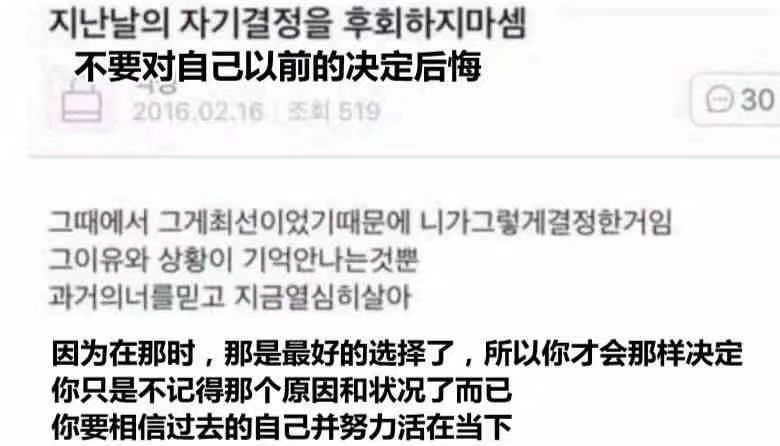 지난날의 자기결정을 후회하지마셈
不要对自己以前的决定后悔
2016.02.16 조회 519
30
그때에서 그게최선이었기때문에 니가그렇게결정한거임
그이유와 상황이 기억안나는것뿐
과거의너를믿고 지금열심히살아
因为在那时，那是最好的选择了，所以你才会那样决定
你只是不记得那个原因和状况了而已
你要相信过去的自己并努力活在当下